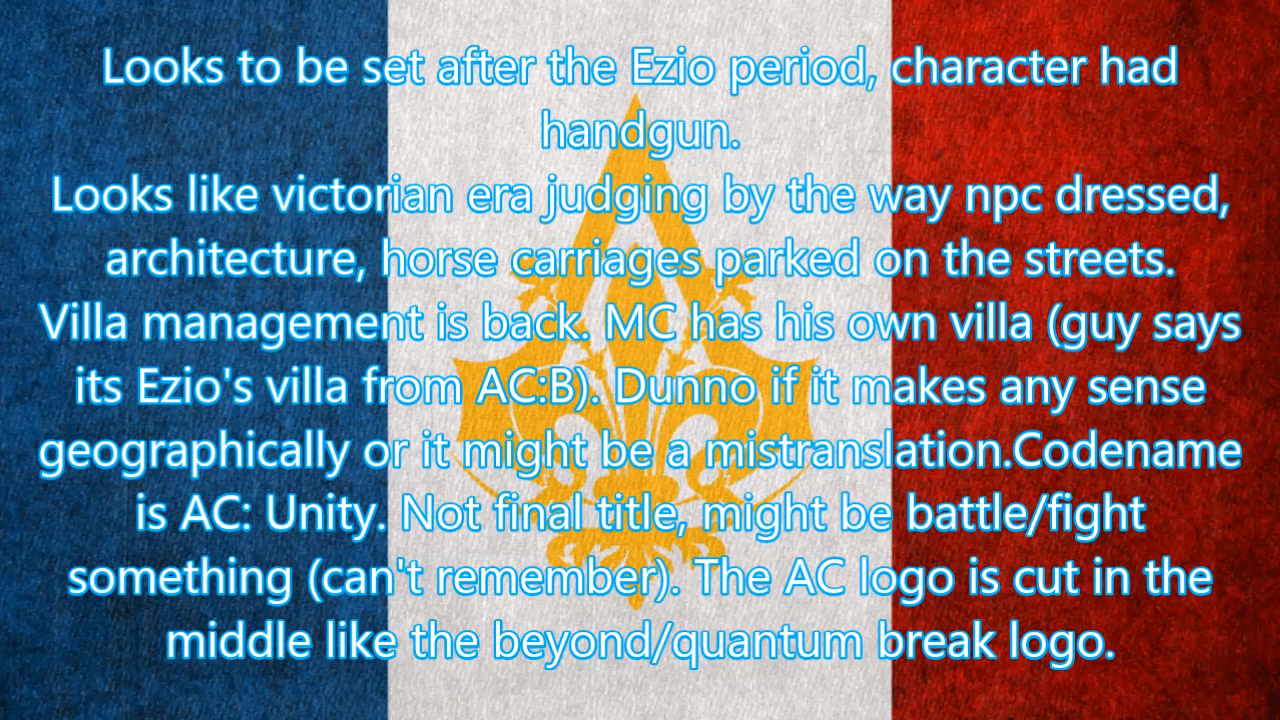 Looks to be set after the Ezio period, character had
handgun.
Looks like victorian era judging by the way npc dressed,
architecture, horse carriages parked on the streets.
Villa management is back. MC has his own villa (guy says
its Ezio's villa from AC:B). Dunno if it makes any sense
geographically or it might be a mistranslation.Codename
is AC: Unity. Not final title, might be battle/fight
something (can't remember). The AC logo is cut in the
middle like the beyond/quantum break logo.